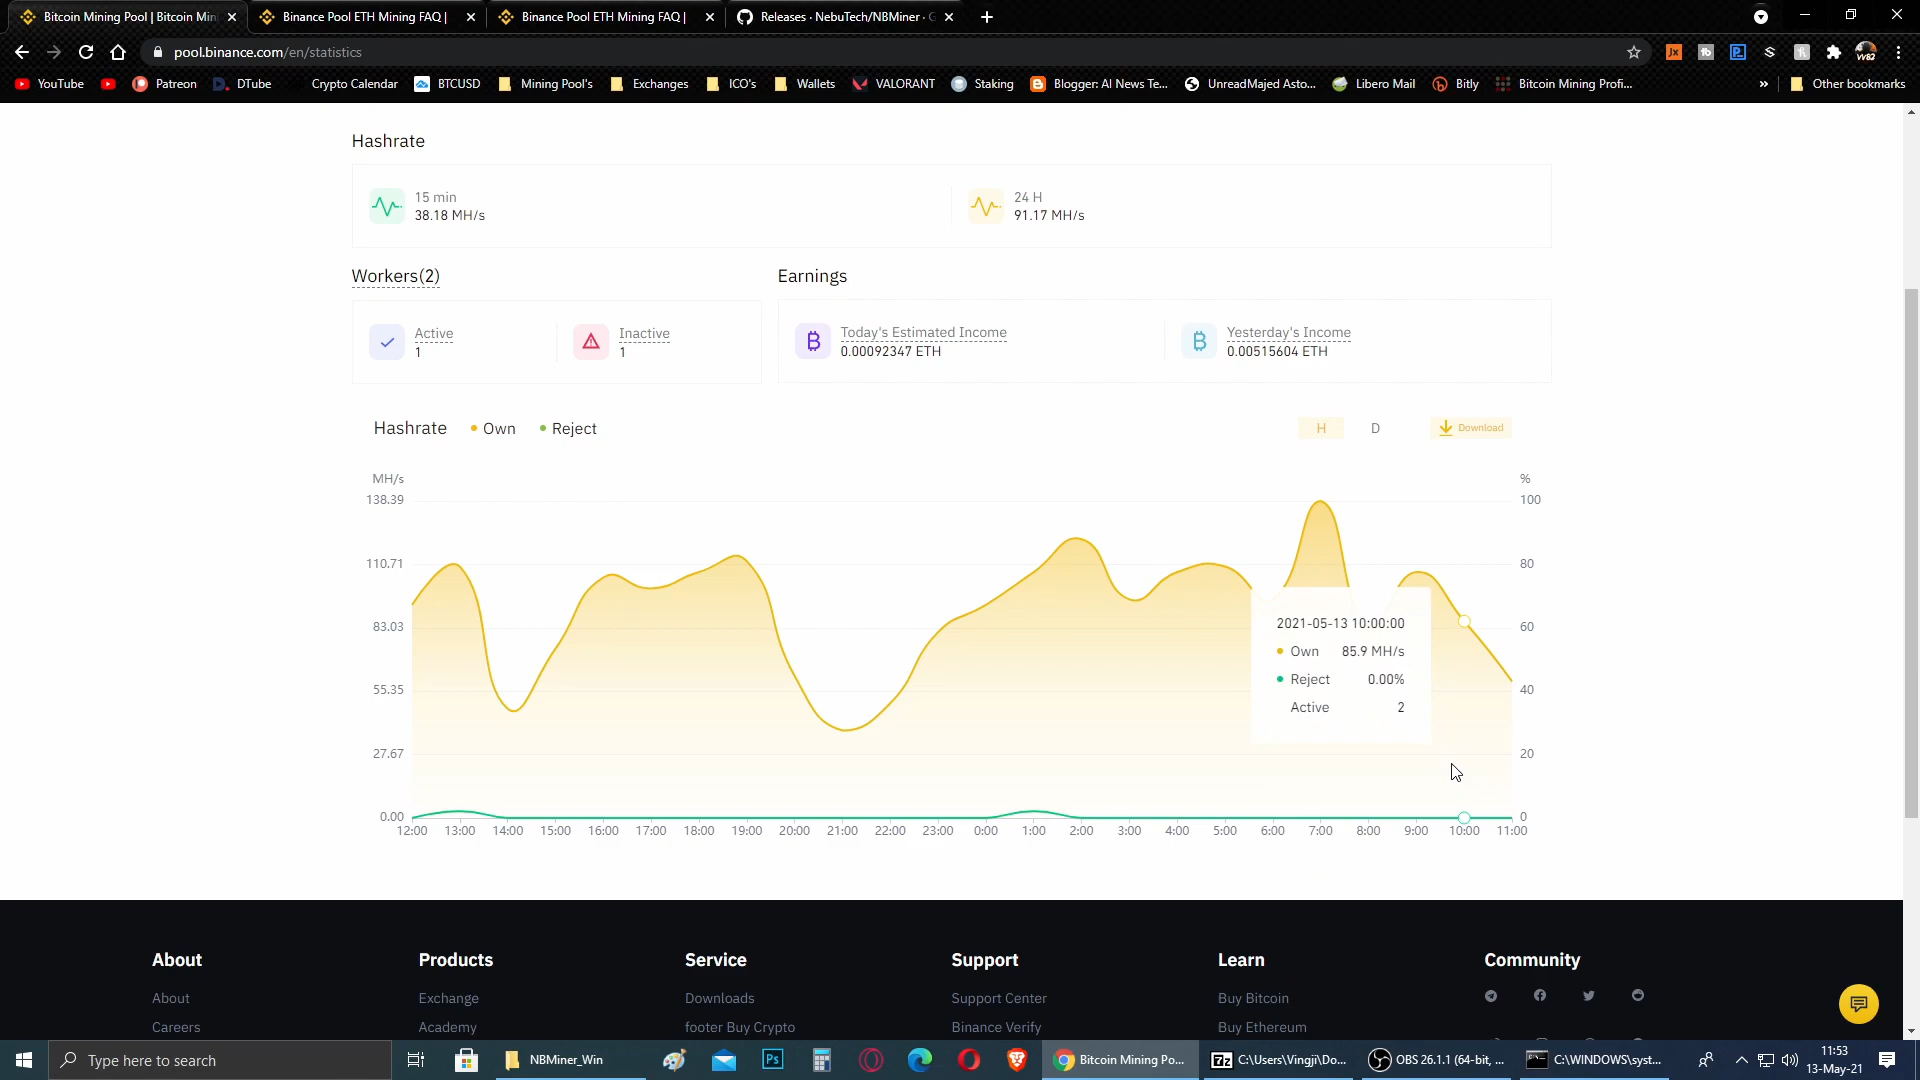 Bitcoin Mining Pool | Bitcoin Min
Binance Pool ETH Mining FAQ |
Binance Pool ETH Mining FAQ |
Releases · NebuTech/NBMiner · G
pool.binance.com/en/statistics
YouTube
Patreon
DTube
Crypto Calendar
BTCUSD
Mining Pool's
Exchanges
ICO's
Wallets
VALORANT
Staking
Blogger: AI News Te...
UnreadMajed Asto...
Libero Mail
Bitly
Bitcoin Mining Profi...
»
Other bookmarks
Hashrate
15 min
38.18 MH/s
24 H
91.17 MH/s
Workers(2)
Earnings
Active
1
Inactive
1
Today's Estimated Income
0.00092347 ETH
Yesterday's Income
0.00515604 ETH
Hashrate
Own
Reject
H
D
Download
MH/s
%
138.39
100
110.71
80
83.03
60
55.35
40
27.67
20
0.00
0
2021-05-13 10:00:00
Own 85.9 MH/s
Reject 0.00%
Active 2
12:00 13:00 14:00 15:00 16:00 17:00 18:00 19:00 20:00 21:00 22:00 23:00 0:00 1:00 2:00 3:00 4:00 5:00 6:00 7:00 8:00 9:00 10:00 11:00
About
Products
Service
Support
Learn
Community
About
Exchange
Downloads
Support Center
Buy Bitcoin
Careers
Academy
footer Buy Crypto
Binance Verify
Buy Ethereum
Type here to search
NBMiner_Win
Ps
Bitcoin Mining Po...
7z
C:\Users\Vingji\Do...
OBS 26.1.1 (64-bit, ...
C:\WINDOWS\syst...
11:53
13-May-21